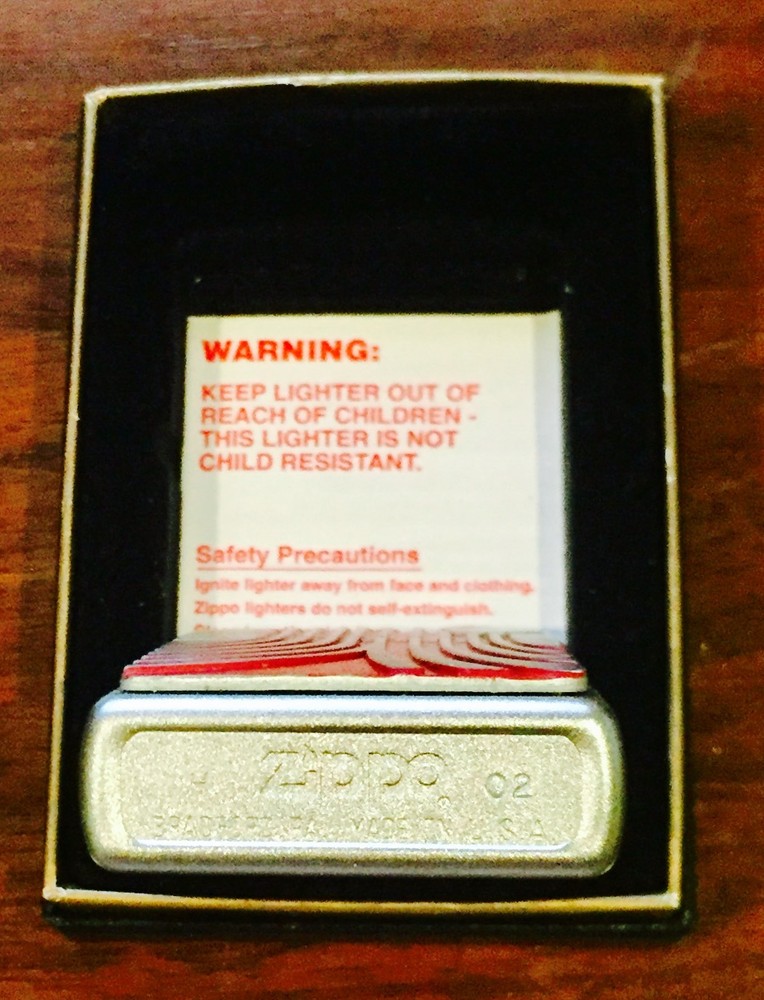 WARNING:
KEEP LIGHTER OUT OF
REACH OF CHILDREN -
THIS LIGHTER IS NOT
CHILD RESISTANT.
Safety Precautions
Ignite lighter away from face and clothing.
Zippo lighters do not self-extinguish.
Zippo 02
BRADFORD, PA. MADE IN U.S.A.